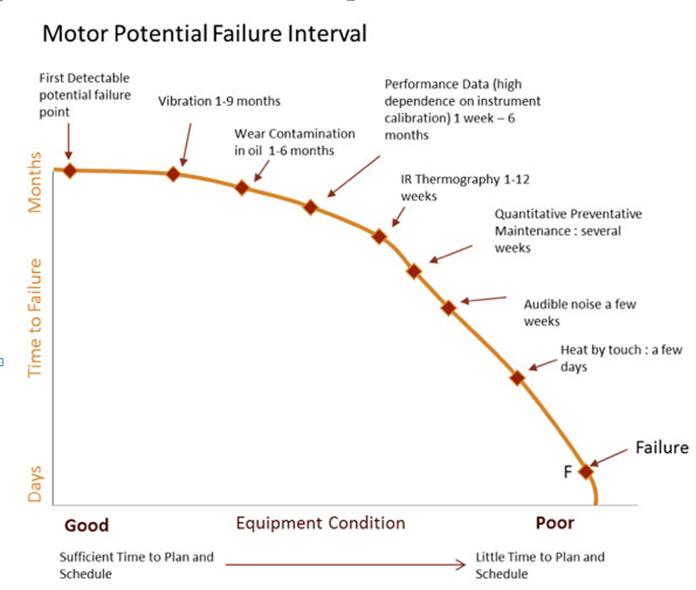 Motor Potential Failure Interval
First Detectable
potential failure
point
Vibration 1-9 months
Wear Contamination
in oil  1-6 months
Performance Data (high
dependence on instrument
calibration) 1 week – 6
months
IR Thermography 1-12
weeks
Quantitative Preventative
Maintenance : several
weeks
Audible noise a few
weeks
Heat by touch : a few
days
Failure
F
Months
Time to Failure
Days
Good
Equipment Condition
Poor
Sufficient Time to Plan and
Schedule
Little Time to Plan and
Schedule